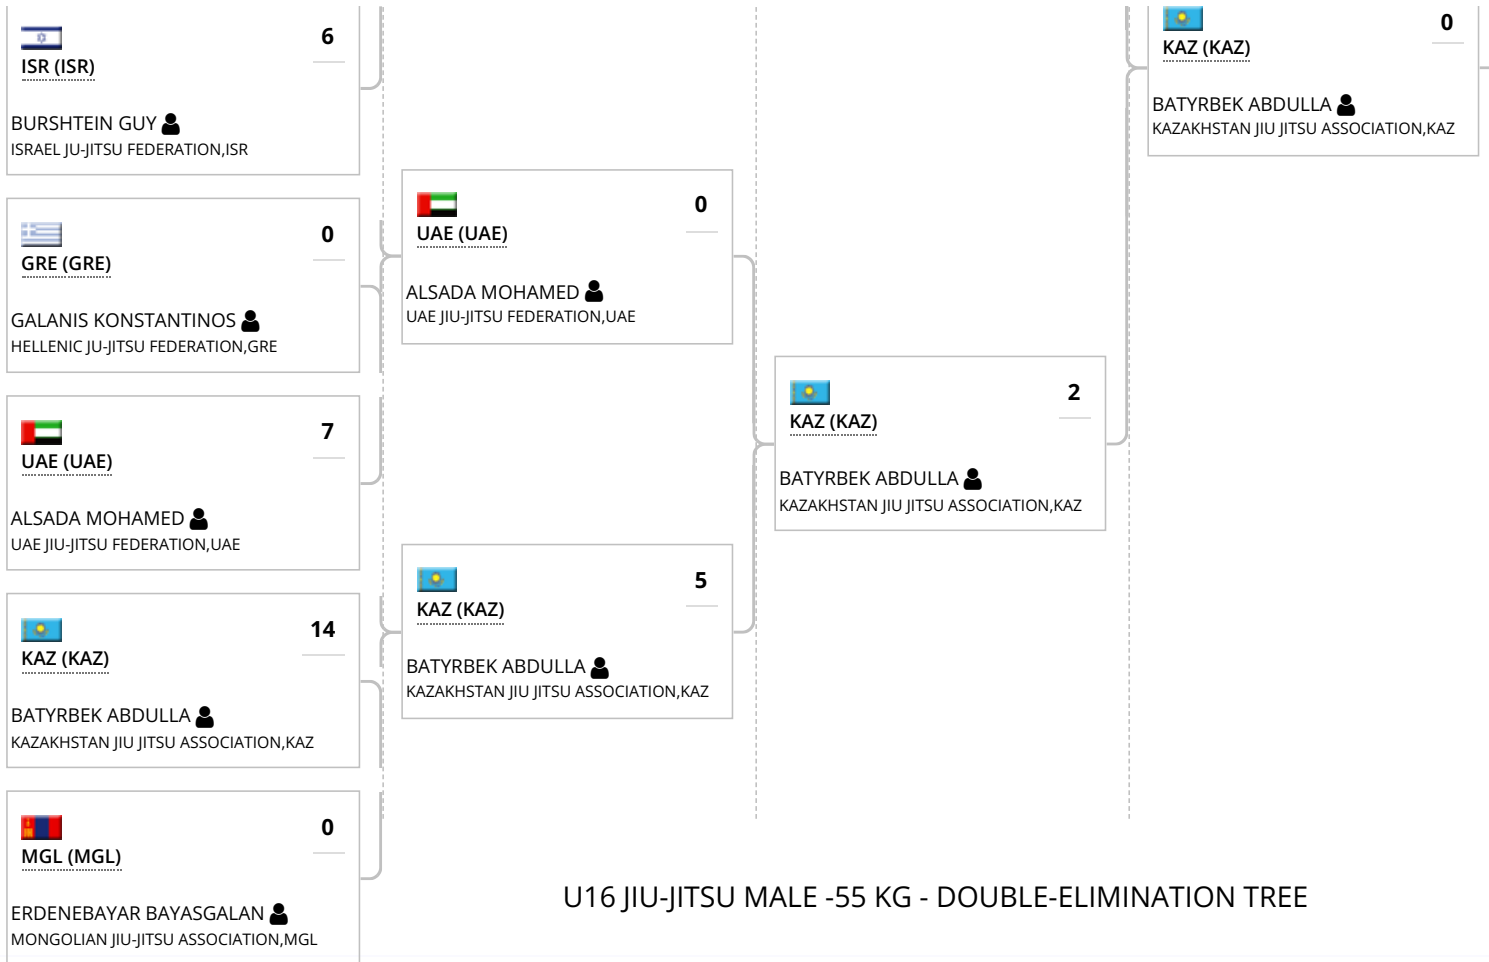 6
ISR (ISR)
BURSHTEIN GUY
ISRAEL JU-JITSU FEDERATION,ISR
0
GRE (GRE)
GALANIS KONSTANTINOS
HELLENIC JU-JITSU FEDERATION,GRE
7
UAE (UAE)
ALSADA MOHAMED
UAE JIU-JITSU FEDERATION,UAE
14
KAZ (KAZ)
BATYRBEK ABDULLA
KAZAKHSTAN JIU JITSU ASSOCIATION,KAZ
0
MGL (MGL)
ERDENEBAYAR BAYASGALAN
MONGOLIAN JIU-JITSU ASSOCIATION,MGL
0
UAE (UAE)
ALSADA MOHAMED
UAE JIU-JITSU FEDERATION,UAE
5
KAZ (KAZ)
BATYRBEK ABDULLA
KAZAKHSTAN JIU JITSU ASSOCIATION,KAZ
2
KAZ (KAZ)
BATYRBEK ABDULLA
KAZAKHSTAN JIU JITSU ASSOCIATION,KAZ
0
KAZ (KAZ)
BATYRBEK ABDULLA
KAZAKHSTAN JIU JITSU ASSOCIATION,KAZ
U16 JIU-JITSU MALE -55 KG - DOUBLE-ELIMINATION TREE